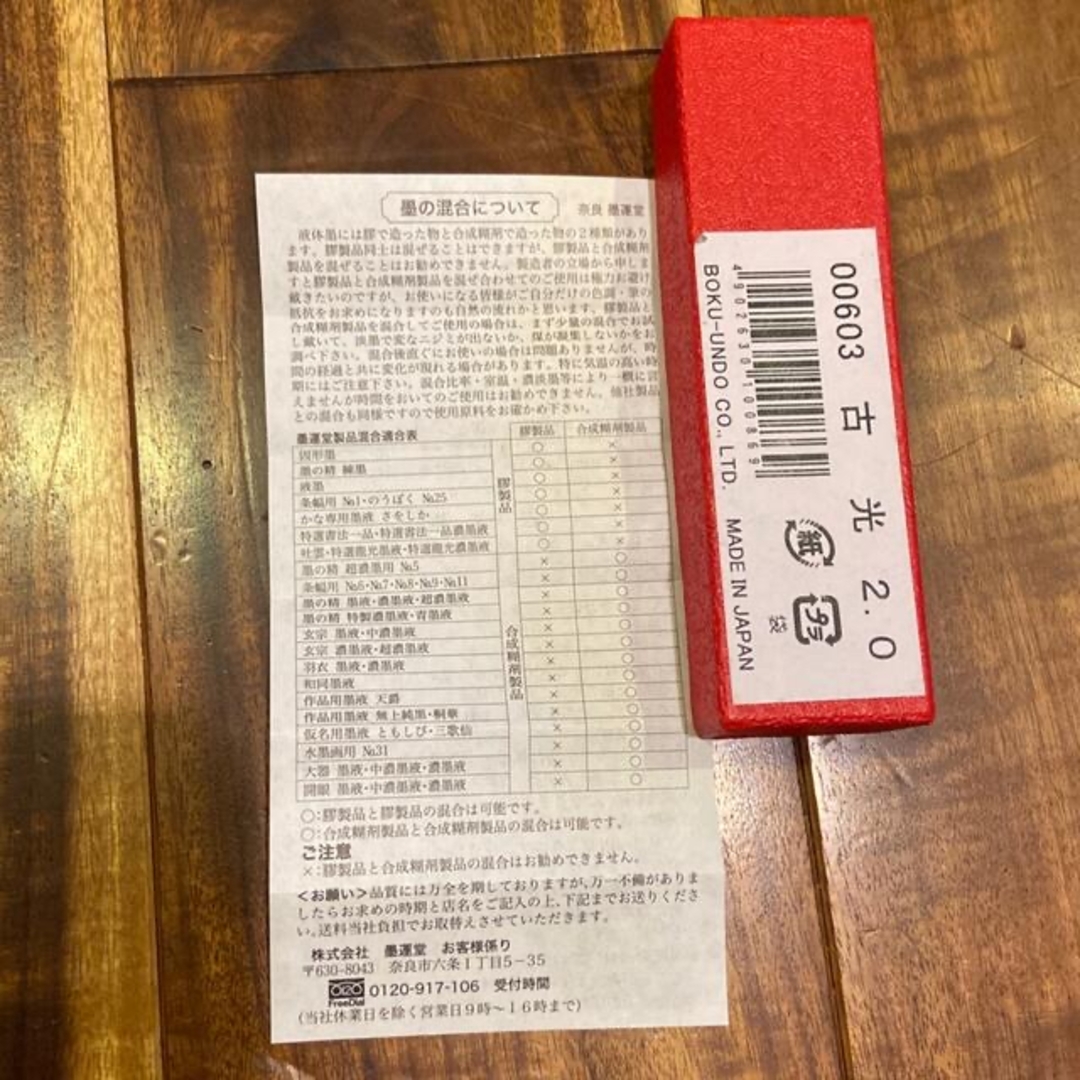 墨の混合について 奈良 墨運堂
液体墨には膠で造った物と合成糊剤で造った物の2種類があり
ます。膠製品同士は混ぜることはできますが、膠製品と合成糊剤
製品を混ぜることはお勧めできません。製造者の立場から申しま
すと膠製品と合成糊剤製品を混ぜ合わせてのご使用は極力お避け
戴きたいのですが、お使いになる皆様がご自分だけの色調・筆の
抵抗をお求めになりますのも自然の流れかと思います。膠製品と
合成糊剤製品を混合してご使用の場合は、まず少量の混合でお試
し戴いて、淡墨で変なニジミが出ないか、煤が凝集しないかをお
調べ下さい。混合後直ぐにお使いの場合は問題ありませんが、時
間の経過と共に変化が現れる場合があります。特に気温の高い時
期にはご注意下さい。混合比率・室温・濃淡墨等により一概に言
えませんが時間をおいてのご使用はお勧めできません。他社製品
との混合も同様ですので使用原料をお確かめ下さい。
墨運堂製品混合適合表 膠製品 合成糊剤製品
固形墨 ○ ×
墨の精 練墨 ○ ×
液墨 ○ ×
条幅用 №1・のうぼく №25 ○ ×
かな専用墨液 さをしか ○ ×
特選書法一品・特選書法一品濃墨液 ○ ×
吐雲・特選龍光墨液・特選龍光濃墨液 ○ ×
膠製品
墨の精 超濃墨用 №5 × ○
条幅用 №6・№7・№8・№9・№11 × ○
墨の精 墨液・濃墨液・超濃墨液 × ○
墨の精 特製濃墨液・青墨液 × ○
玄宗 墨液・中濃墨液 × ○
玄宗 濃墨液・超濃墨液 × ○
羽衣 墨液・濃墨液 × ○
和同墨液 × ○
作品用墨液 天爵 × ○
作品用墨液 無上純黒・桐華 × ○
仮名用墨液 ともしび・三歌仙 × ○
水墨画用 №31 × ○
大器 墨液・中濃墨液・濃墨液 × ○
開眼 墨液・中濃墨液・濃墨液 × ○
合成糊剤製品
○:膠製品と膠製品の混合は可能です。
○:合成糊剤製品と合成糊剤製品の混合は可能です。
ご注意
×:膠製品と合成糊剤製品の混合はお勧めできません。
<お願い>品質には万全を期しておりますが、万一不備がありま
したらお求めの時期と店名をご記入の上、下記までお送りくださ
い。送料当社負担でお取替えさせていただきます。
株式会社 墨運堂 お客様係り
〒630-8043 奈良市六条1丁目5-35
FreeDial 0120-917-106 受付時間
(当社休業日を除く営業日9時~16時まで)
00603 古光 2.0
4902630100869
BOKU-UNDO CO., LTD. MADE IN JAPAN
紙
プラ
袋